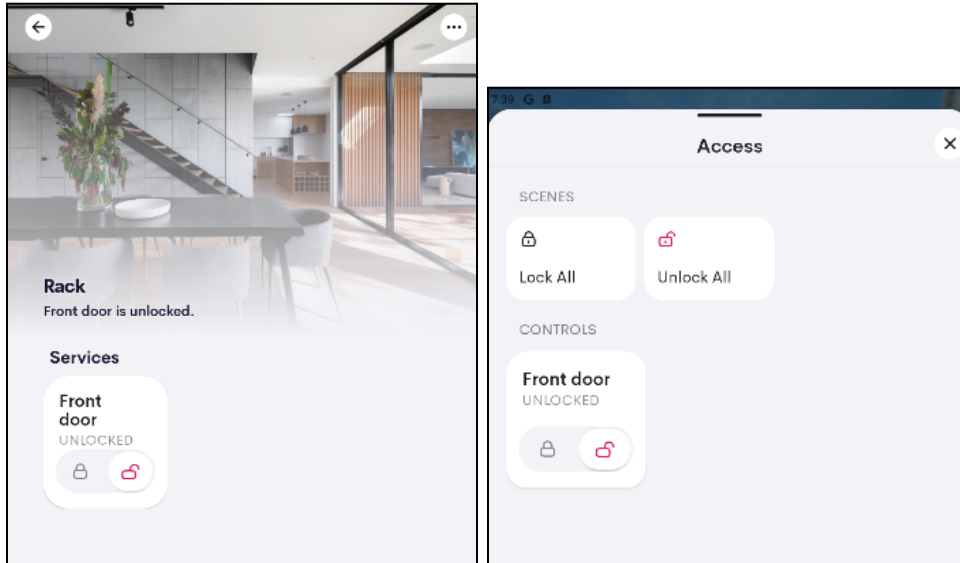 Rack
Front door is unlocked.
Services
Front
door
UNLOCKED
7:39 G
Access
SCENES
Lock All
Unlock All
CONTROLS
Front door
UNLOCKED